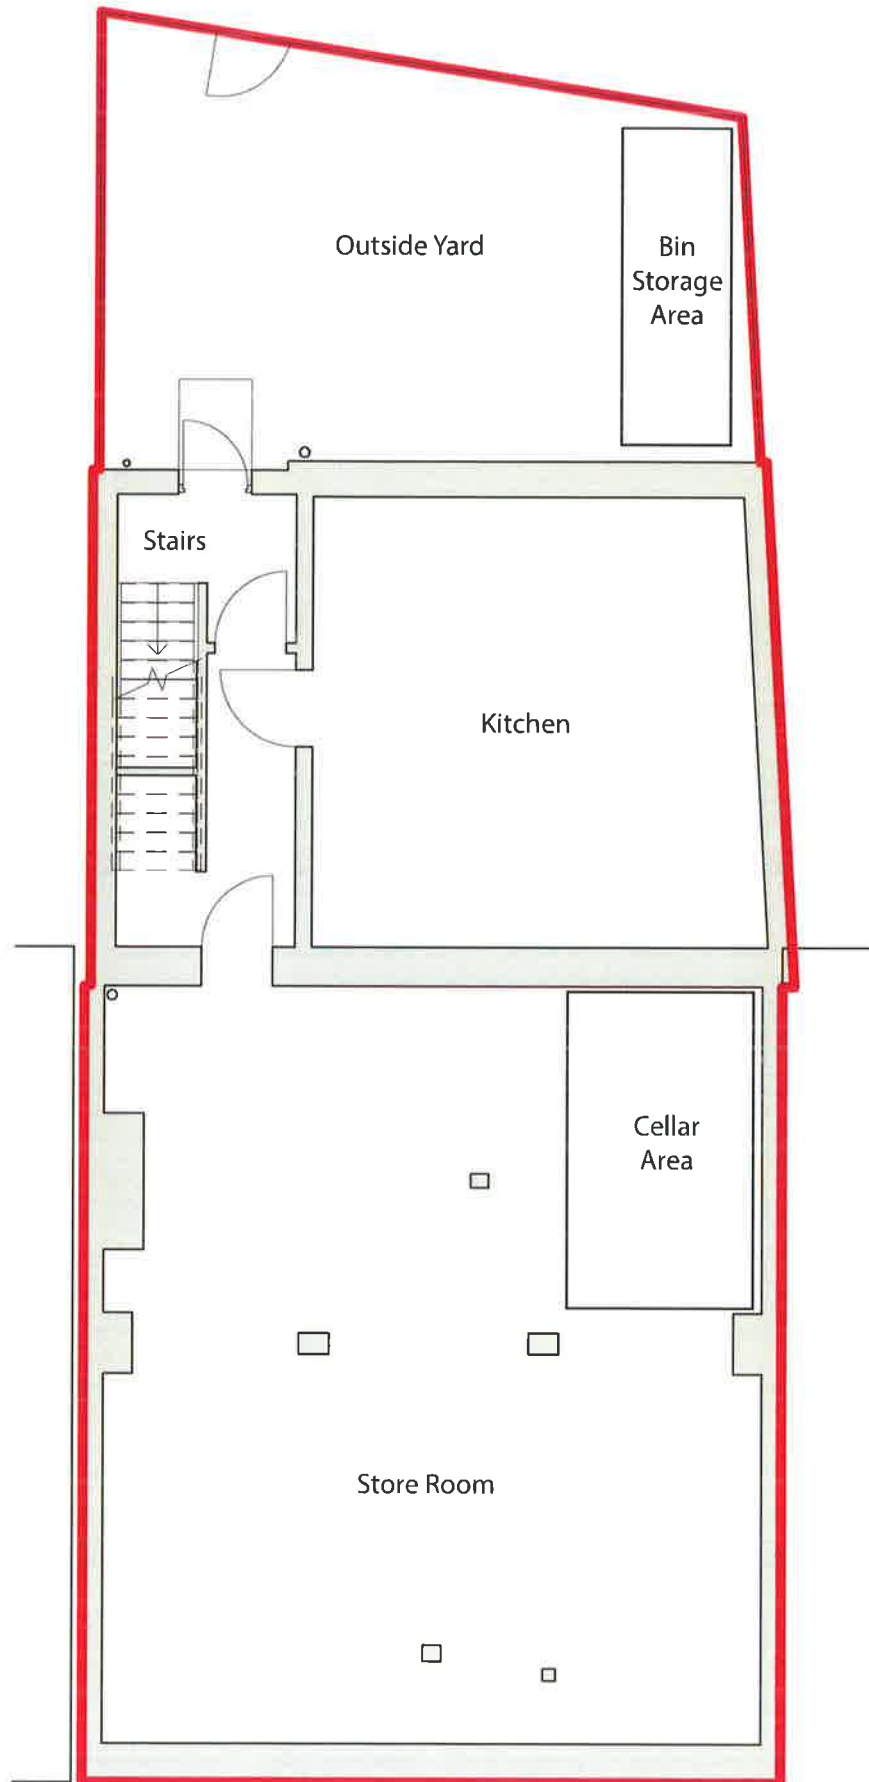 Outside Yard
Bin
Storage
Area
Stairs
Kitchen
Cellar
Area
Store Room